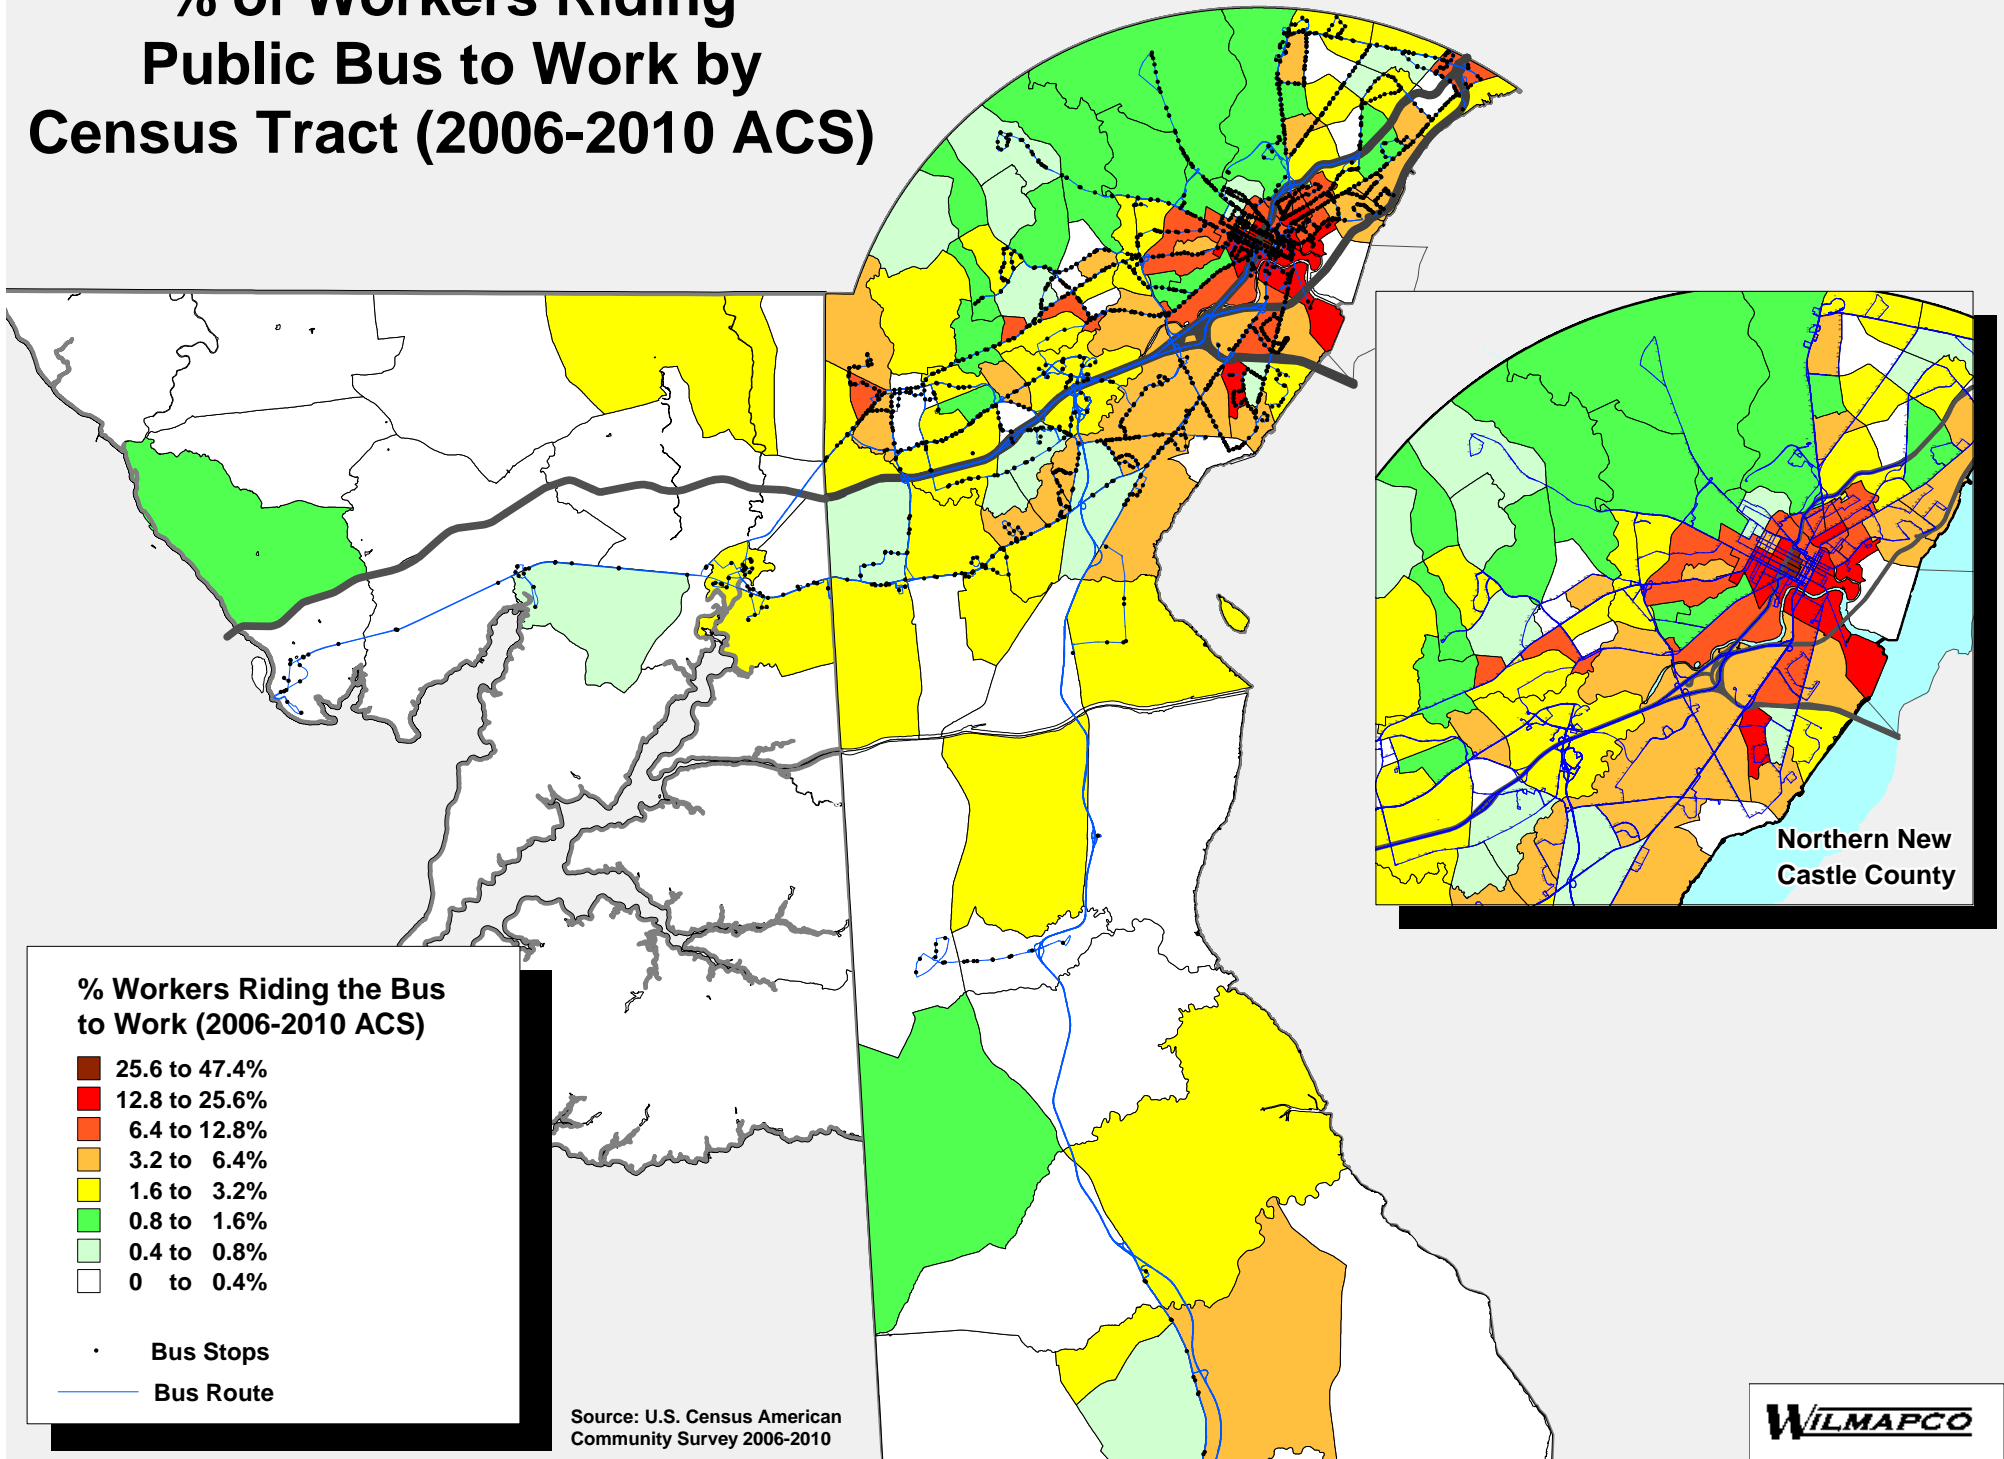 % of Workers Riding
Public Bus to Work by
Census Tract (2006-2010 ACS)
Northern New
Castle County
% Workers Riding the Bus
to Work (2006-2010 ACS)
25.6 to 47.4%
12.8 to 25.6%
6.4 to 12.8%
3.2 to 6.4%
1.6 to 3.2%
0.8 to 1.6%
0.4 to 0.8%
0 to 0.4%
Bus Stops
Bus Route
Source: U.S. Census American
Community Survey 2006-2010
WILMAPCO